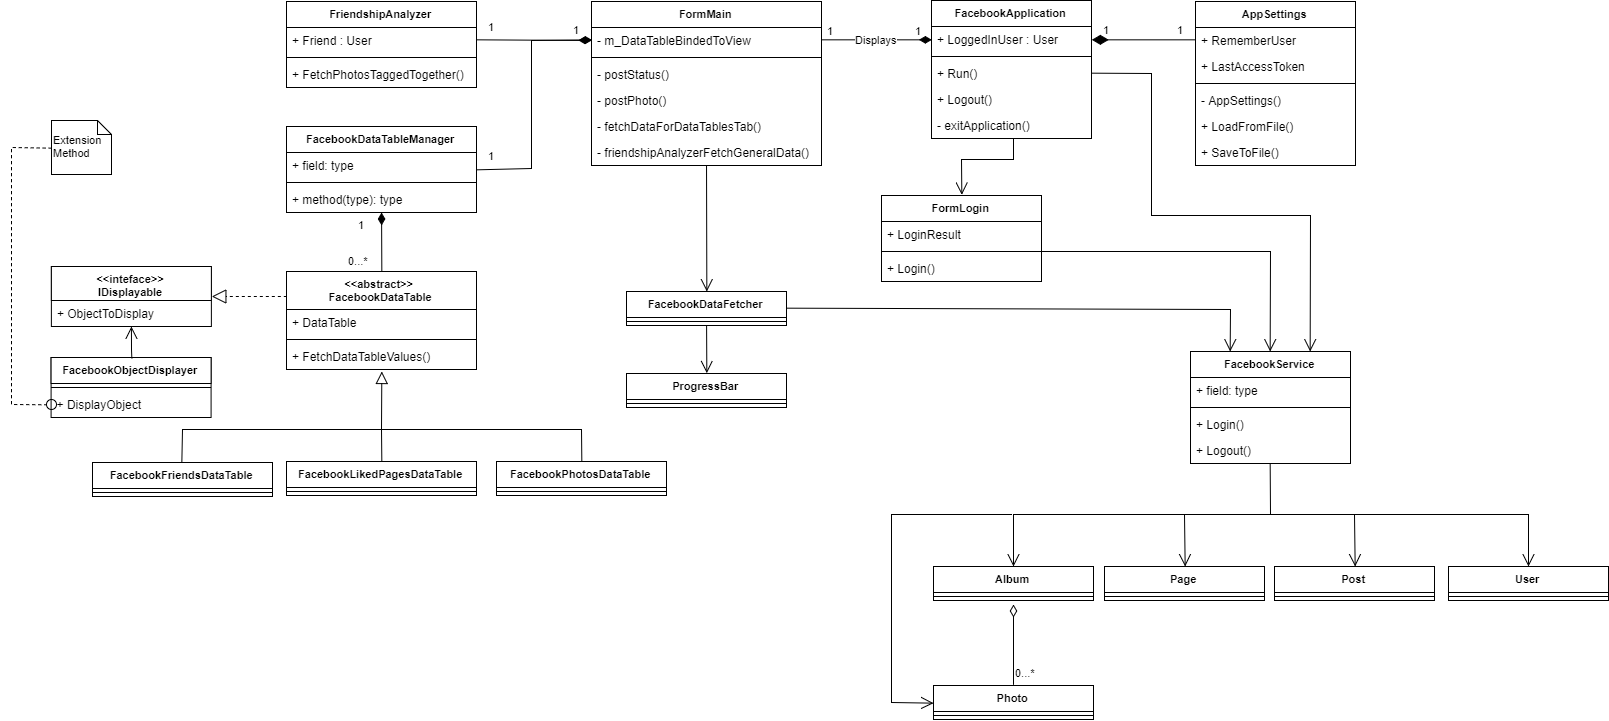 FriendshipAnalyzer
+ Friend : User
+ FetchPhotosTaggedTogether()
1
1
FormMain
- m_DataTableBindedToView
- postStatus()
- postPhoto()
- fetchDataForDataTablesTab()
- friendshipAnalyzerFetchGeneralData()
1
Displays
1
FacebookApplication
+ LoggedInUser : User
+ Run()
+ Logout()
- exitApplication()
1
1
AppSettings
+ RememberUser
+ LastAccessToken
- AppSettings()
+ LoadFromFile()
+ SaveToFile()
Extension
Method
FacebookDataTableManager
+ field: type
+ method(type): type
1
1
0...*
FormLogin
+ LoginResult
+ Login()
<<inteface>>
IDisplayable
+ ObjectToDisplay
<<abstract>>
FacebookDataTable
+ DataTable
+ FetchDataTableValues()
FacebookDataFetcher
ProgressBar
FacebookObjectDisplayer
+ DisplayObject
FacebookService
+ field: type
+ Login()
+ Logout()
FacebookFriendsDataTable
FacebookLikedPagesDataTable
FacebookPhotosDataTable
Album
Page
Post
User
0...*
Photo